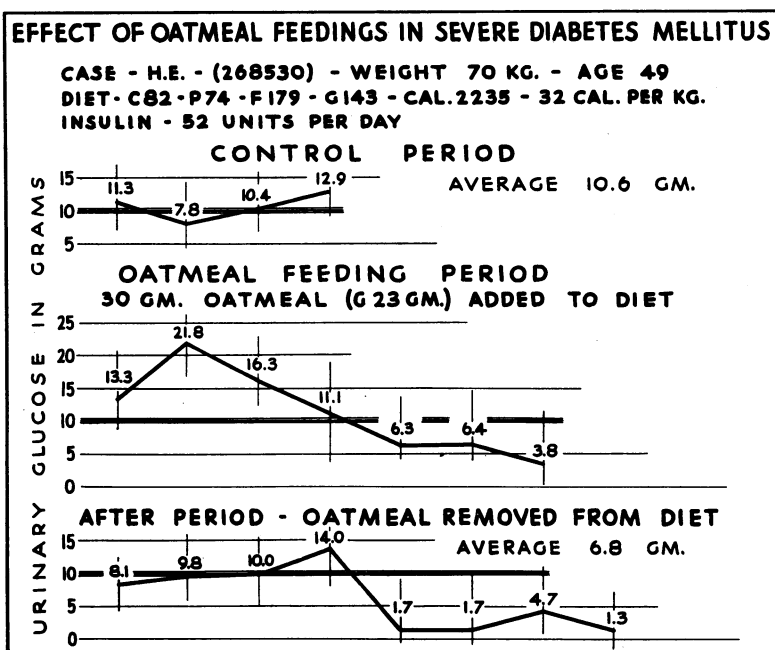 EFFECT OF OATMEAL FEEDINGS IN SEVERE DIABETES MELLITUS
CASE - H.E. - (268530) - WEIGHT 70 KG. - AGE 49
DIET - C82 - P74 - F179 - G143 - CAL. 2235 - 32 CAL. PER KG.
INSULIN - 52 UNITS PER DAY
URINARY GLUCOSE IN GRAMS
CONTROL PERIOD
AVERAGE 10.6 GM.
15
10
5
11.3 7.8 10.4 12.9
OATMEAL FEEDING PERIOD
30 GM. OATMEAL (G 23 GM.) ADDED TO DIET
25
20
15
10
5
0
13.3 21.8 16.3 11.1 6.3 6.4 3.8
AFTER PERIOD - OATMEAL REMOVED FROM DIET
AVERAGE 6.8 GM.
15
10
5
0
8.1 9.8 10.0 14.0 1.7 1.7 4.7 1.3